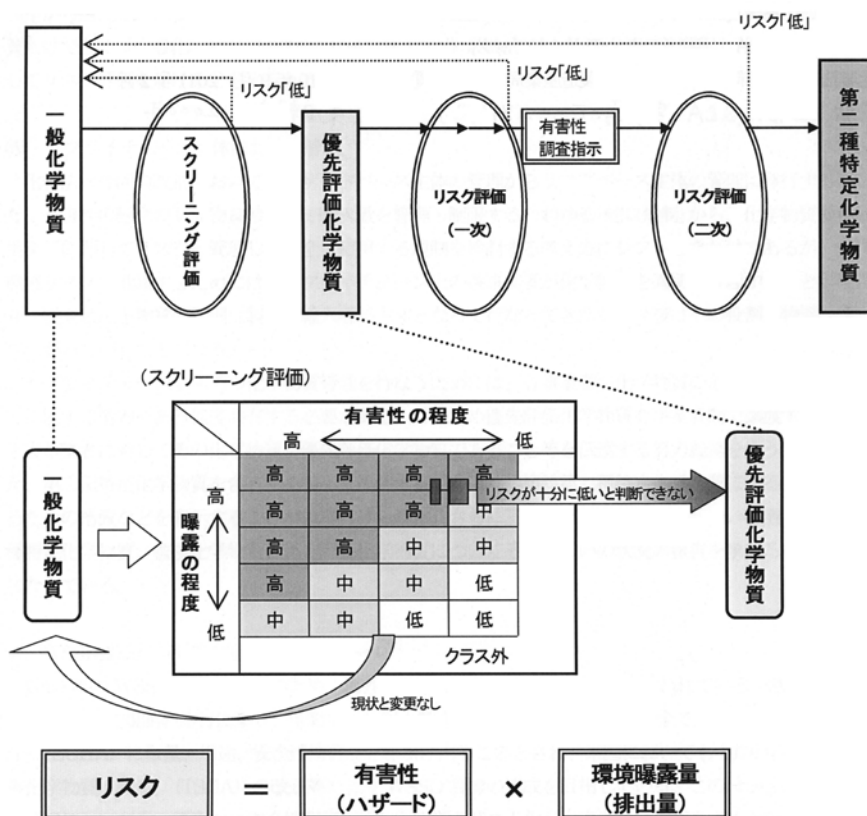 リスク「低」
リスク「低」
リスク「低」
一般化学物質
スクリーニング評価
優先評価化学物質
リスク評価
(一次)
有害性
調査指示
リスク評価
(二次)
第二種特定化学物質
(スクリーニング評価)
有害性の程度
高
低
一般化学物質
曝露の程度
高
低
高 高 高 高
高 高 高 中
高 高 中 中
高 中 中 低
中 中 低 低
クラス外
リスクが十分に低いと判断できない
優先評価化学物質
現状と変更なし
リスク = 有害性 × 環境曝露量
(ハザード) (排出量)